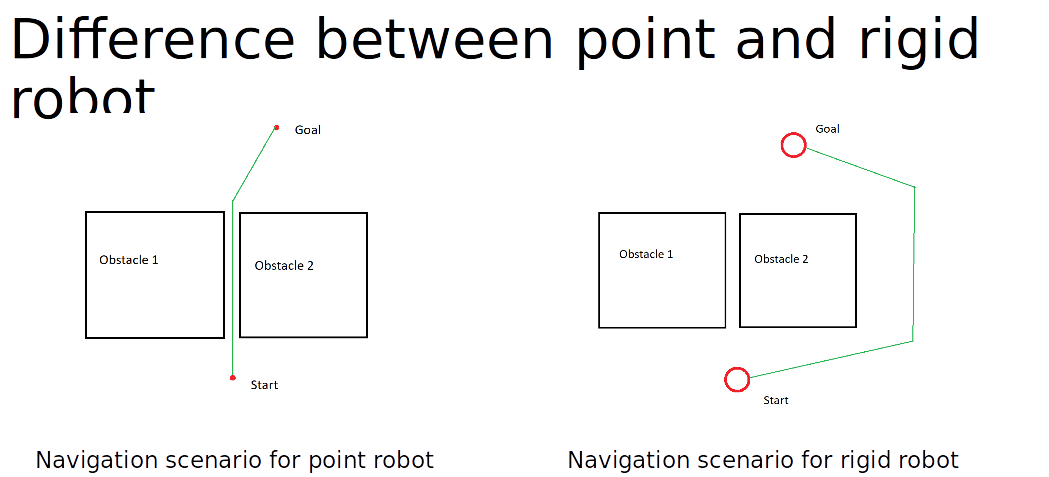 Difference between point and rigid
robot
Goal
Obstacle 1
Obstacle 2
Start
Navigation scenario for point robot
Goal
Obstacle 1
Obstacle 2
Start
Navigation scenario for rigid robot